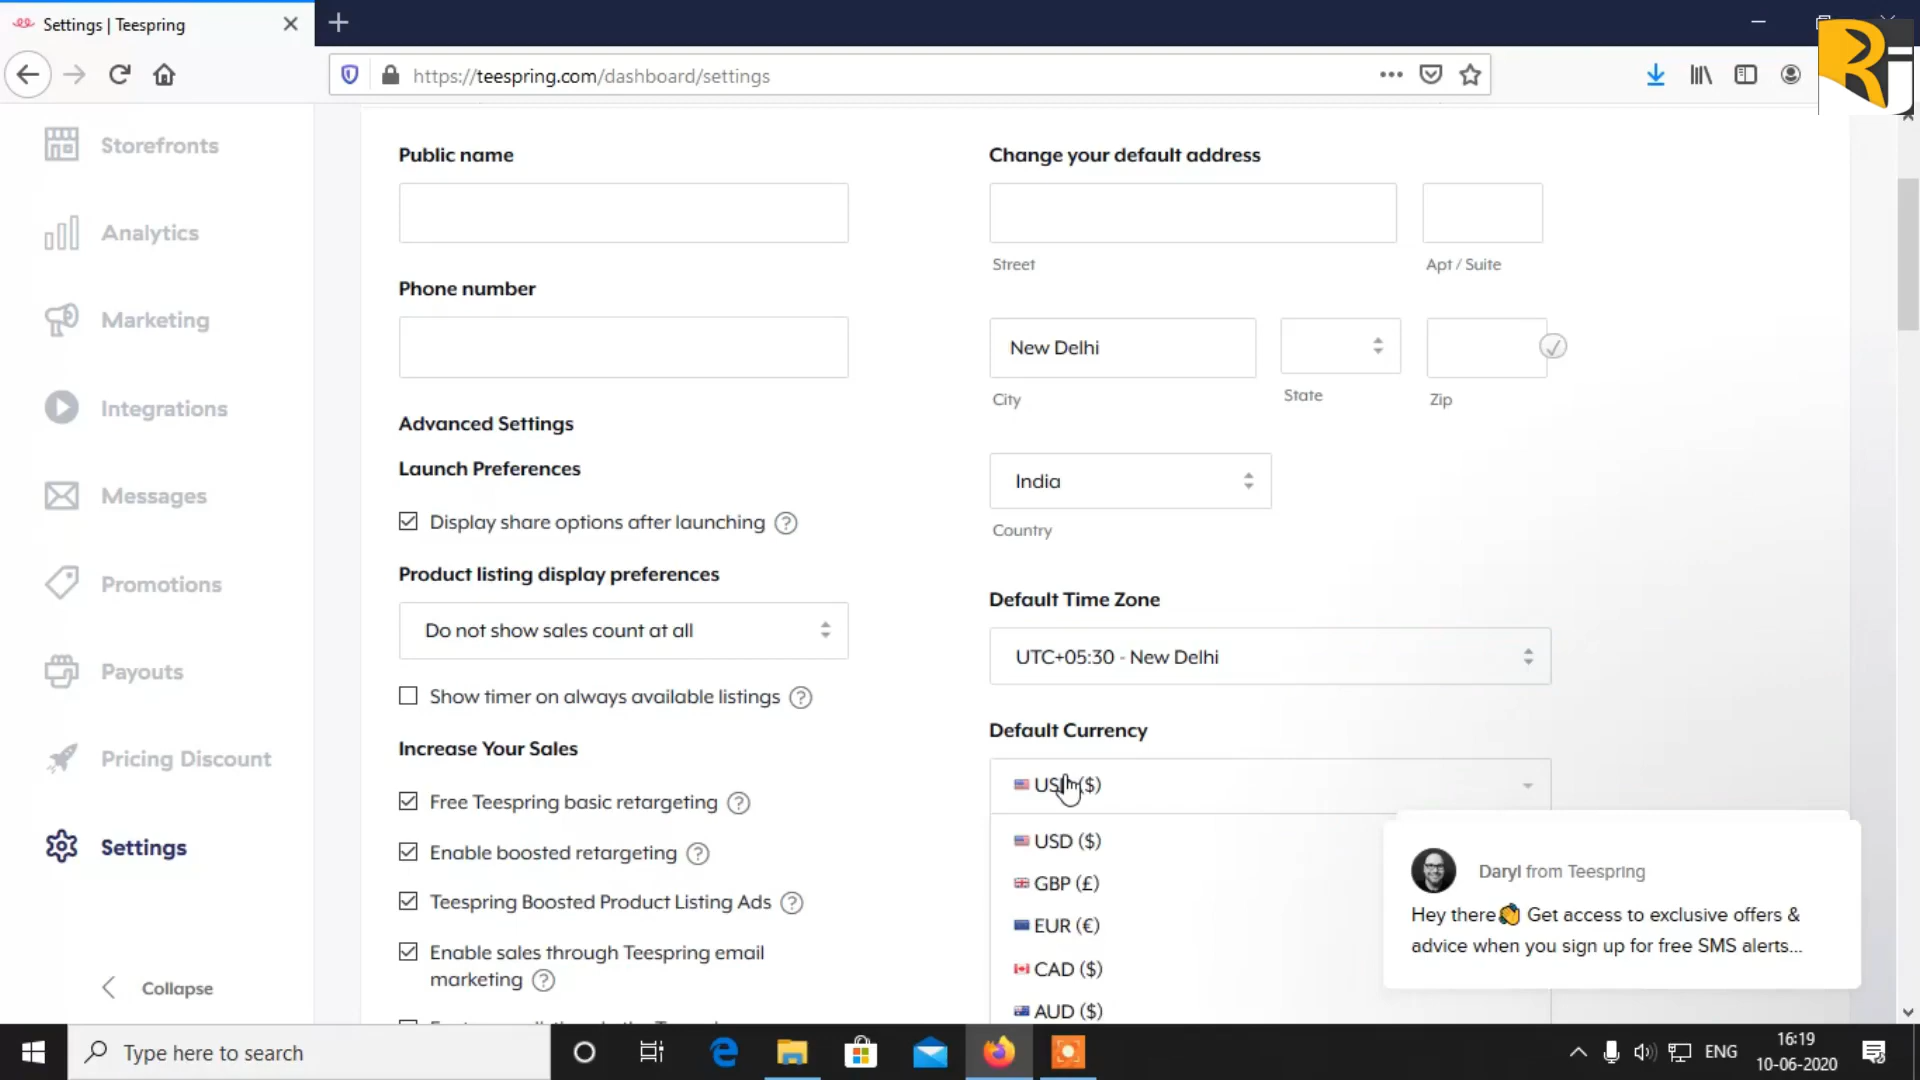 Settings | Teespring
https://teespring.com/dashboard/settings
Storefronts
Analytics
Marketing
Integrations
Messages
Promotions
Payouts
Pricing Discount
Settings
Collapse
Public name
Phone number
Advanced Settings
Launch Preferences
Display share options after launching ?
Product listing display preferences
Do not show sales count at all
Show timer on always available listings ?
Increase Your Sales
Free Teespring basic retargeting ?
Enable boosted retargeting ?
Teespring Boosted Product Listing Ads ?
Enable sales through Teespring email
marketing ?
Change your default address
Street
Apt / Suite
New Delhi
City
State
Zip
India
Country
Default Time Zone
UTC+05:30 - New Delhi
Default Currency
USD ($)
USD ($)
GBP (£)
EUR (€)
CAD ($)
AUD ($)
Daryl from Teespring
Hey there👏 Get access to exclusive offers &
advice when you sign up for free SMS alerts...
Type here to search
ENG
16:19
10-06-2020